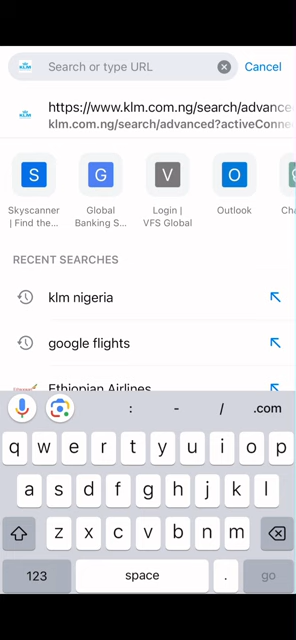 KLM
Search or type URL
Cancel
https://www.klm.com.ng/search/advance
klm.com.ng/search/advanced?activeConne
S
G
V
O
Skyscanner
| Find the...
Global
Banking S...
Login |
VFS Global
Outlook
Cha
RECENT SEARCHES
klm nigeria
google flights
Ethiopian Airlines
: - / .com
q w e r t y u i o p
a s d f g h j k l
z x c v b n m
123 space . go